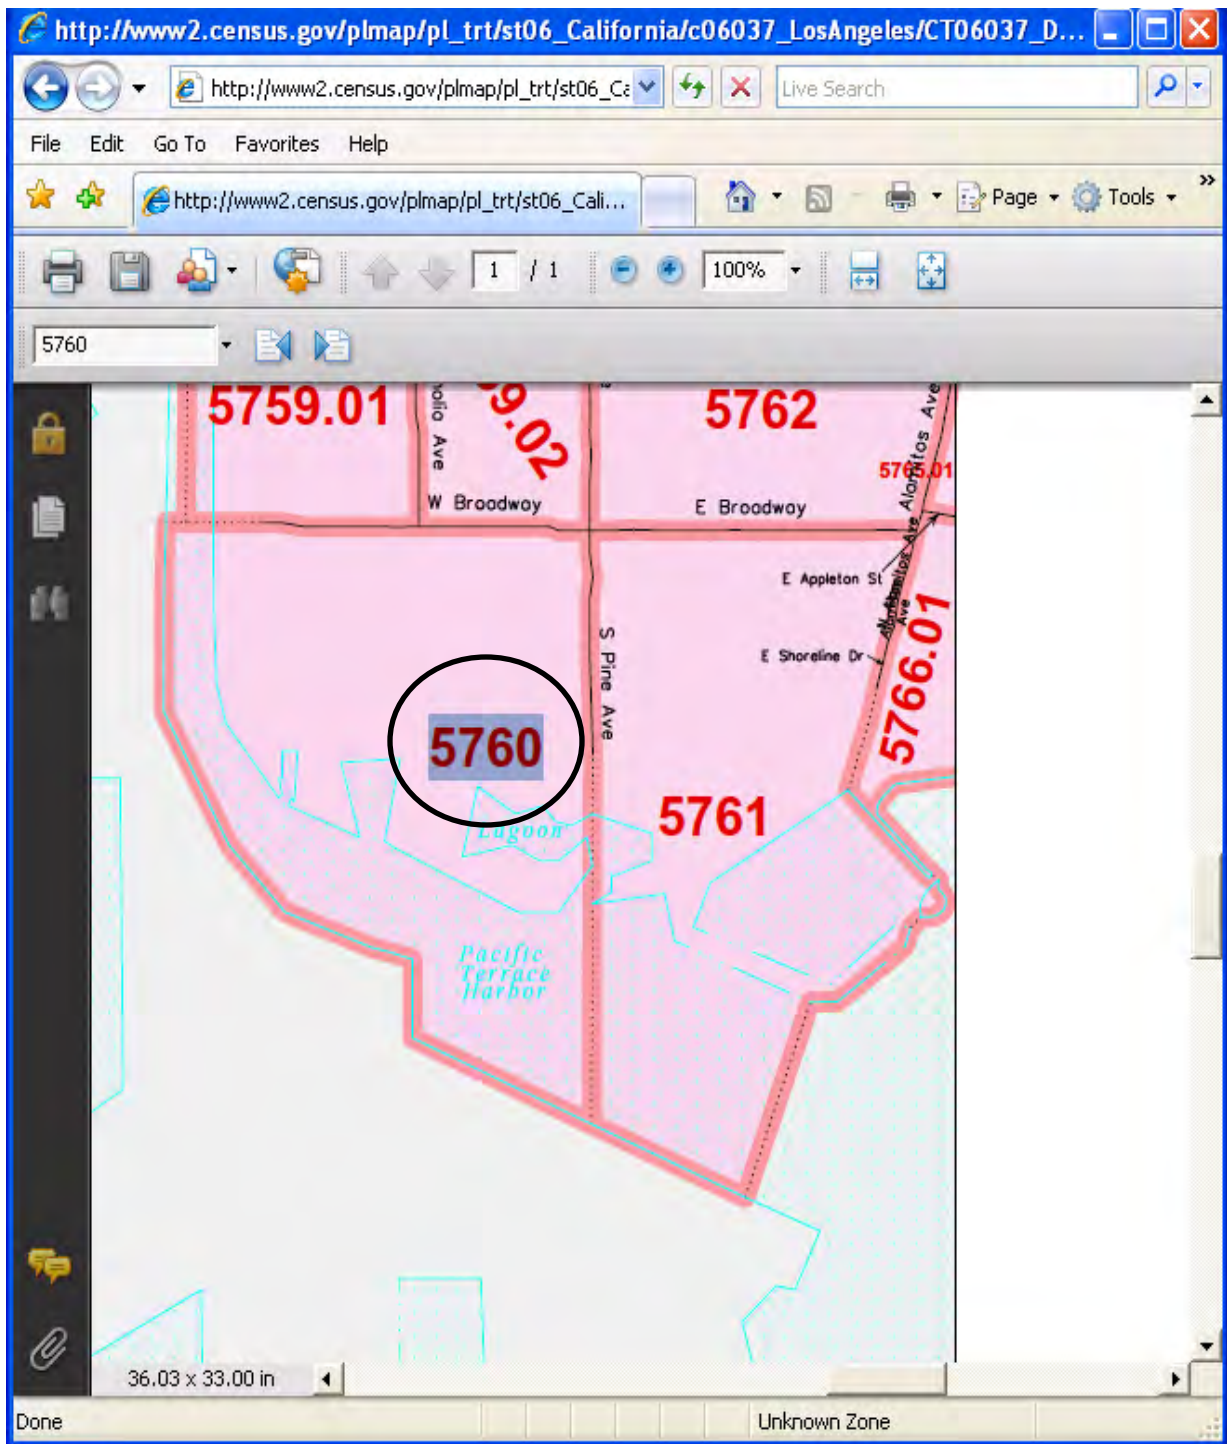 http://www2.census.gov/plmap/pl_trt/st06_California/c06037_LosAngeles/CT06037_D...
http://www2.census.gov/plmap/pl_trt/st06_Ca
Live Search
File Edit Go To Favorites Help
http://www2.census.gov/plmap/pl_trt/st06_Cali...
Page Tools »
1 / 1 100%
5760
5759.01
9.02
5762
Ave
Alamitos Ave
5765.01
W Broadway
E Broadway
E Appleton St
Ave
S Pine Ave
E Shoreline Dr
5766.01
5760
5761
Lagoon
Pacific
Terrace
Harbor
36.03 x 33.00 in
Done
Unknown Zone